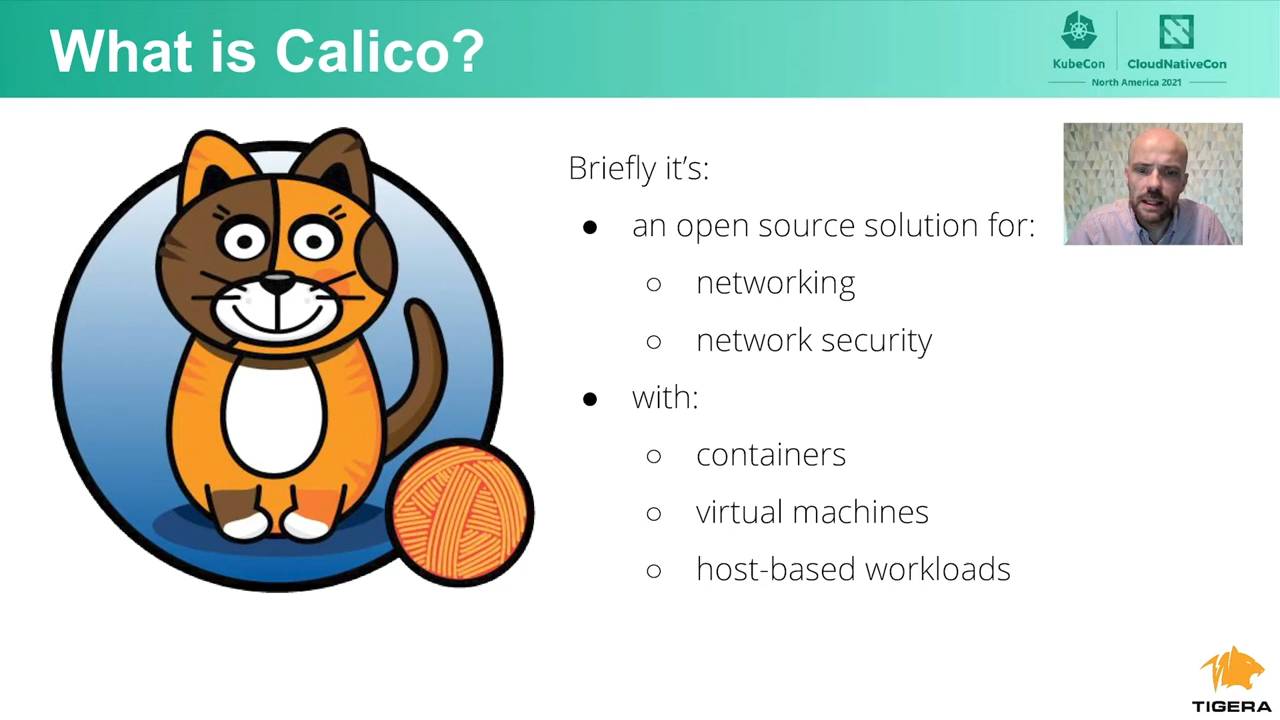 What is Calico?
KubeCon
CloudNativeCon
North America 2021
Briefly it’s:
● an open source solution for:
○ networking
○ network security
● with:
○ containers
○ virtual machines
○ host-based workloads
TIGERA